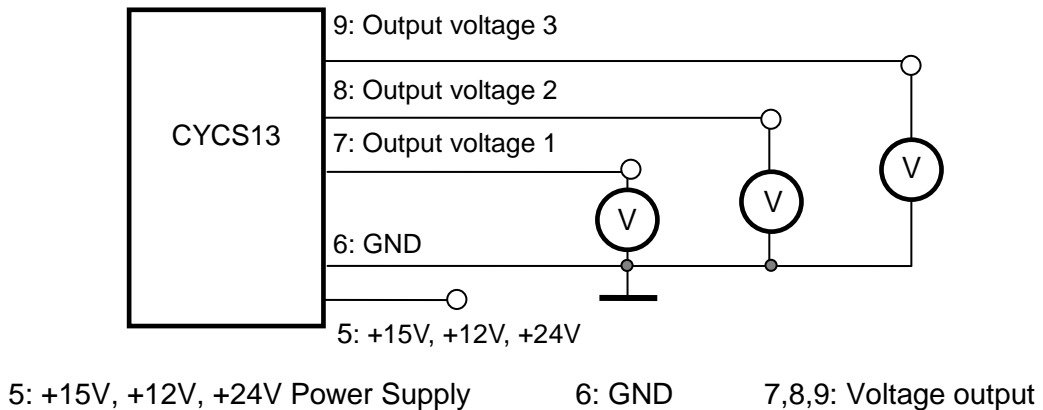 9: Output voltage 3
8: Output voltage 2
CYCS13
7: Output voltage 1
V
V
V
6: GND
5: +15V, +12V, +24V
5: +15V, +12V, +24V Power Supply 6: GND 7,8,9: Voltage output